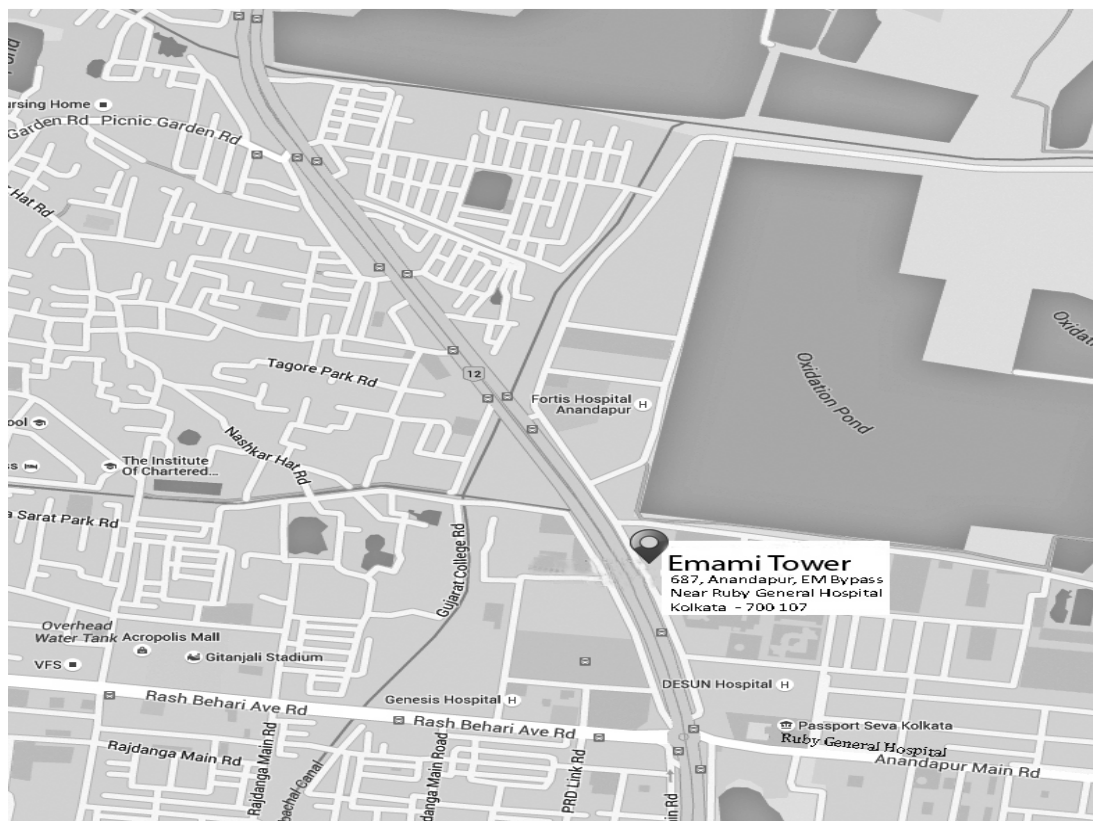 Pond
ursing Home
Garden Rd Picnic Garden Rd
Hat Rd
Oxidation Pond
12
Tagore Park Rd
Fortis Hospital
Anandapur
H
ool
Nashkar Hat Rd
The Institute
Of Chartered...
a Sarat Park Rd
Gujarat College Rd
Emami Tower
687, Anandapur, EM Bypass
Near Ruby General Hospital
Kolkata - 700 107
Overhead
Water Tank
Acropolis Mall
VFS
Gitanjali Stadium
DESUN Hospital H
Genesis Hospital H
Rash Behari Ave Rd
Rash Behari Ave Rd
Passport Seva Kolkata
Ruby General Hospital
Anandapur Main Rd
Rajdanga Main Rd
Rajdanga Main Rd
PRD Link Rd
danga Main Road
bachal Canal
ain Rd